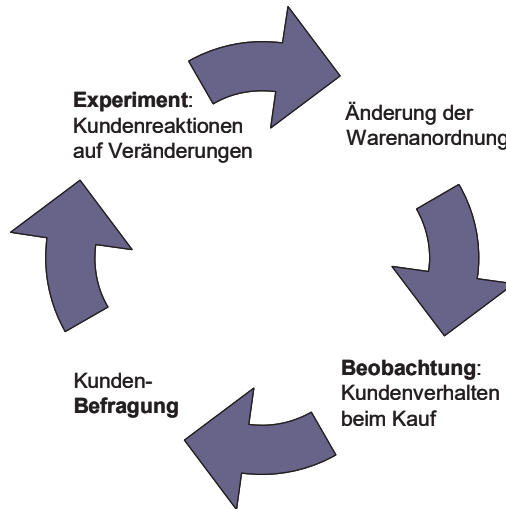 Experiment:
Kundenreaktionen
auf Veränderungen
Änderung der
Warenanordnung
Beobachtung:
Kundenverhalten
beim Kauf
Kunden-
Befragung